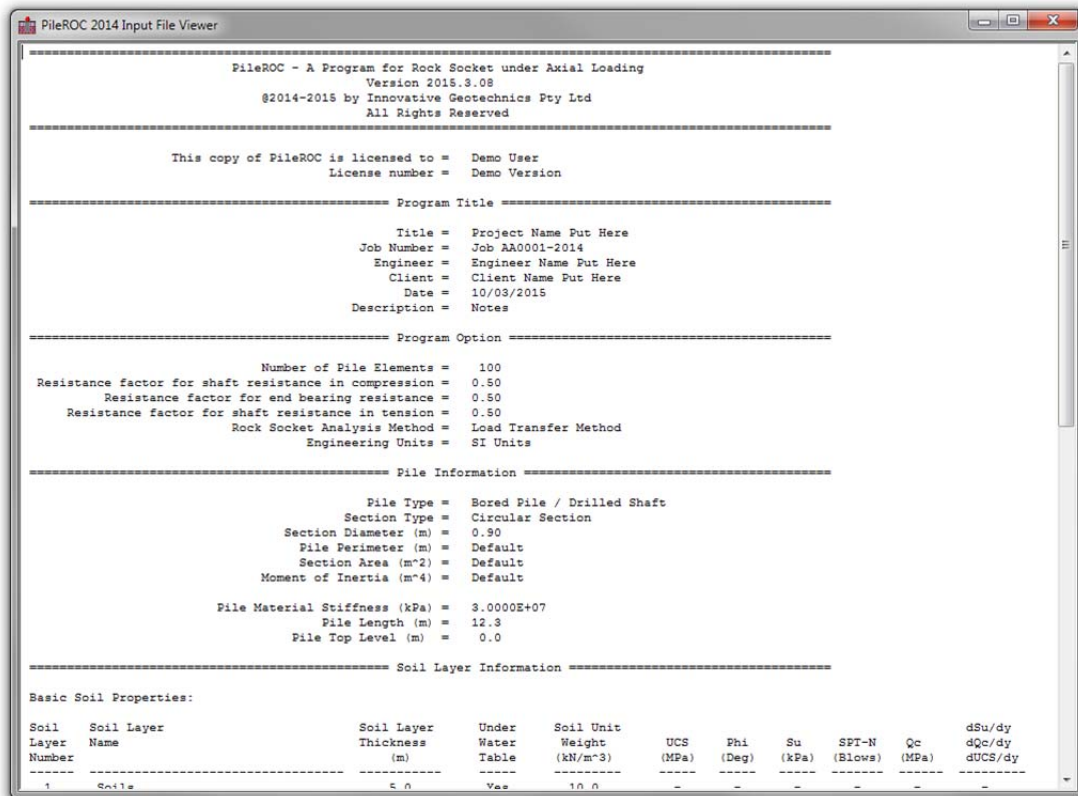 PileROC 2014 Input File Viewer
PileROC - A Program for Rock Socket under Axial Loading
Version 2015.3.08
@2014-2015 by Innovative Geotechnics Pty Ltd
All Rights Reserved
This copy of PileROC is licensed to = Demo User
License number = Demo Version
Program Title
Title = Project Name Put Here
Job Number = Job AA0001-2014
Engineer = Engineer Name Put Here
Client = Client Name Put Here
Date = 10/03/2015
Description = Notes
Program Option
Number of Pile Elements = 100
Resistance factor for shaft resistance in compression = 0.50
Resistance factor for end bearing resistance = 0.50
Resistance factor for shaft resistance in tension = 0.50
Rock Socket Analysis Method = Load Transfer Method
Engineering Units = SI Units
Pile Information
Pile Type = Bored Pile / Drilled Shaft
Section Type = Circular Section
Section Diameter (m) = 0.90
Pile Perimeter (m) = Default
Section Area (m^2) = Default
Moment of Inertia (m^4) = Default
Pile Material Stiffness (kPa) = 3.0000E+07
Pile Length (m) = 12.3
Pile Top Level (m) = 0.0
Soil Layer Information
Basic Soil Properties:
Soil Soil Layer Soil Layer Under Soil Unit dSu/dy
Layer Name Thickness Water Weight UCS Phi Su SPT-N Qc dQc/dy
Number (m) Table (kN/m^3) (MPa) (Deg) (kPa) (Blows) (MPa) dUCS/dy
1 Soils 5.0 Yes 10.0 - - - - - -